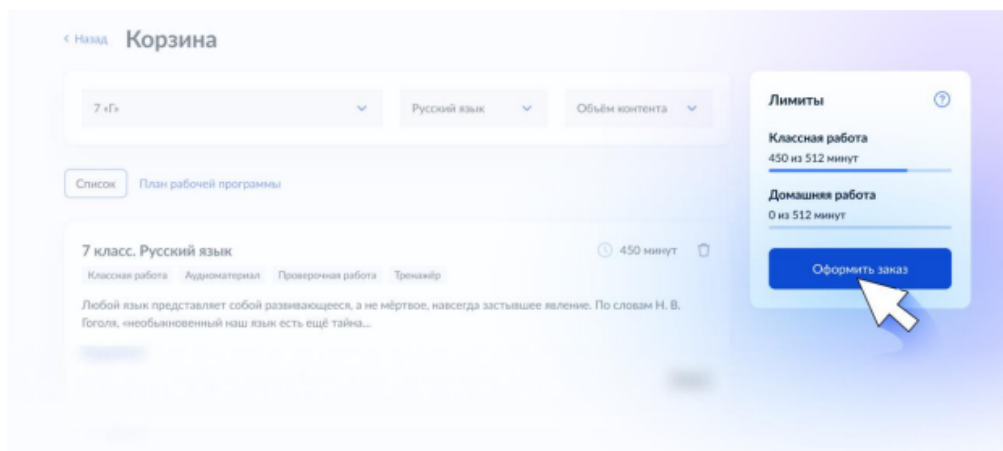 < Назад Корзина
7 «Г» Русский язык Объём контента
Список План рабочей программы
7 класс. Русский язык 450 минут
Классная работа Аудиоматериал Проверочная работа Тренажёр
Любой язык представляет собой развивающееся, а не мёртвое, навсегда застывшее явление. По словам Н. В.
Гоголя, «необыкновенный наш язык есть ещё тайна...
Лимиты ?
Классная работа
450 из 512 минут
Домашняя работа
0 из 512 минут
Оформить заказ